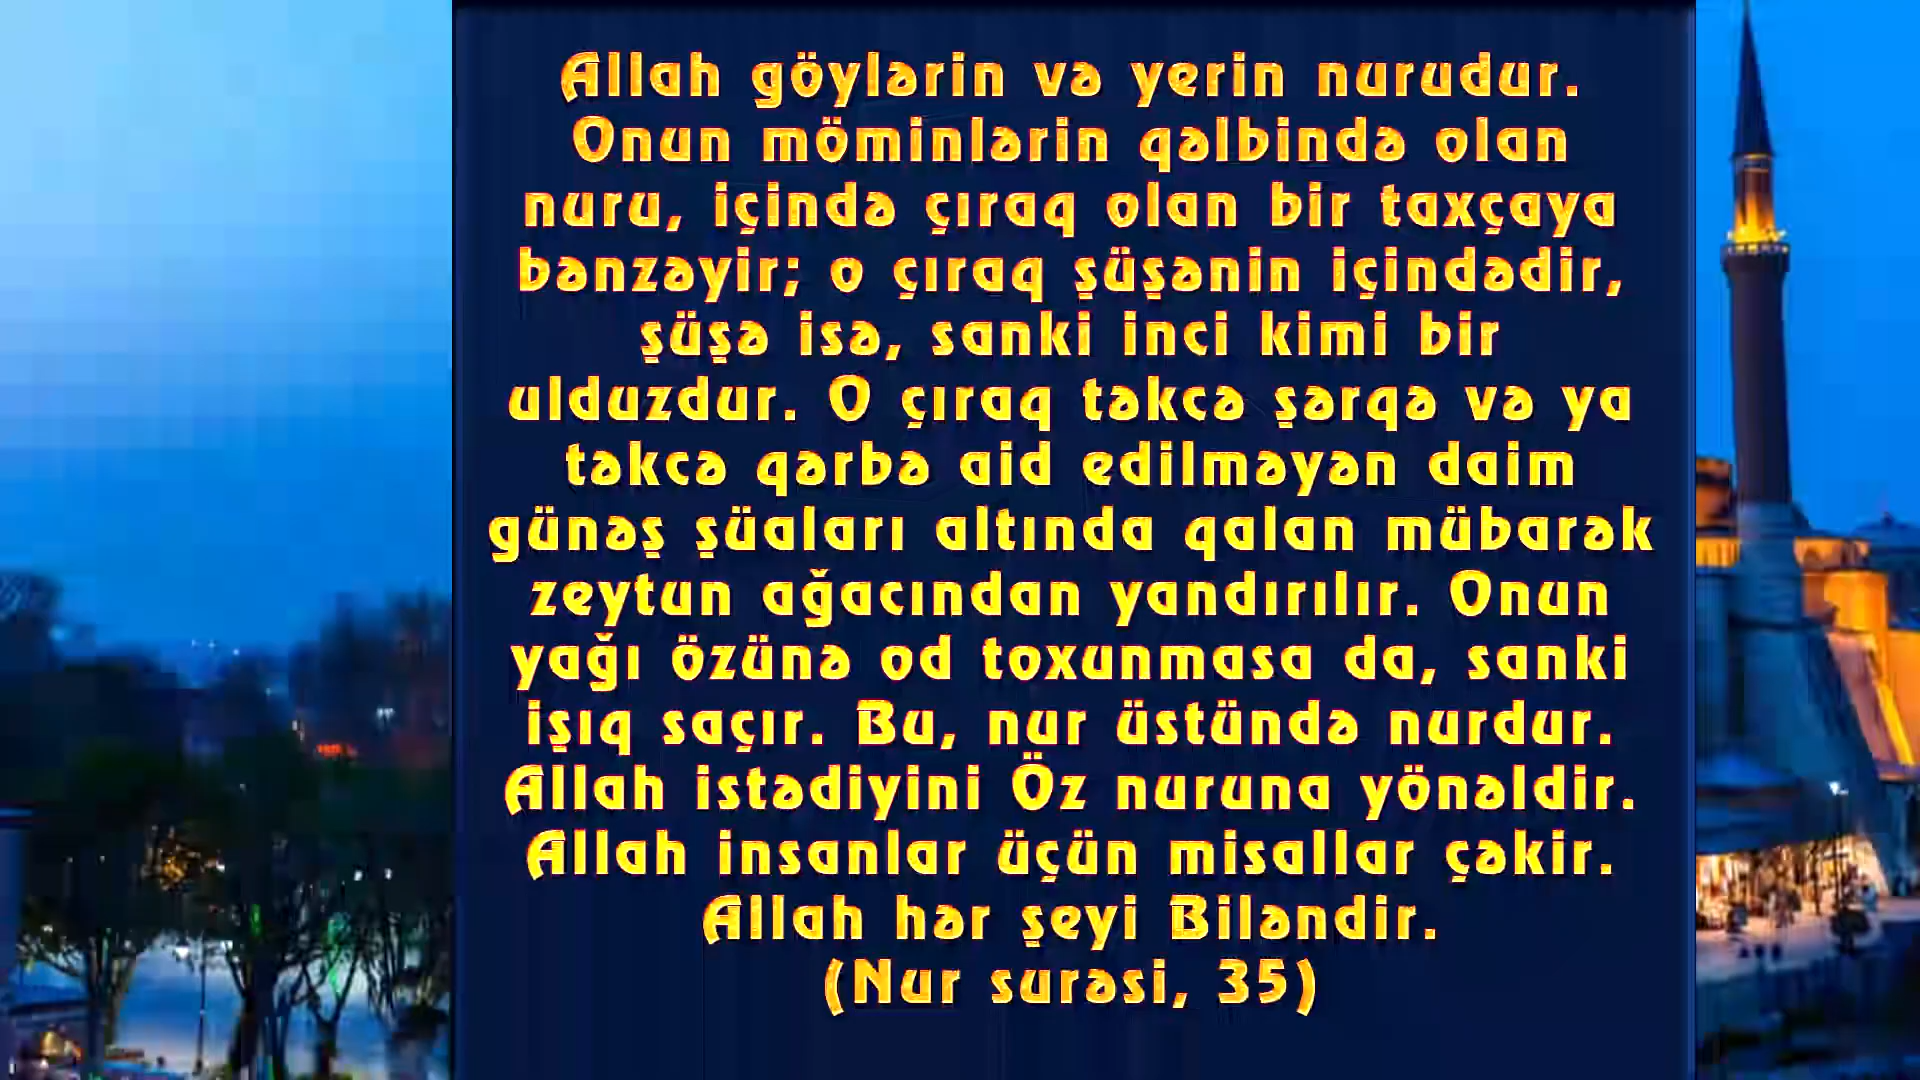 Allah göylərin və yerin nurudur.
Onun möminlərin qəlbində olan
nuru, içində çıraq olan bir taxçaya
bənzəyir; o çıraq şüşənin içindədir,
şüşə isə, sanki inci kimi bir
ulduzdur. O çıraq təkcə şərqə və ya
təkcə qərbə aid edilməyən daim
günəş şüaları altında qalan mübarək
zeytun ağacından yandırılır. Onun
yağı özünə od toxunmasa da, sanki
işıq saçır. Bu, nur üstündə nurdur.
Allah istədiyini Öz nuruna yönəldir.
Allah insanlar üçün misallar çəkir.
Allah hər şeyi Biləndir.
(Nur surəsi, 35)